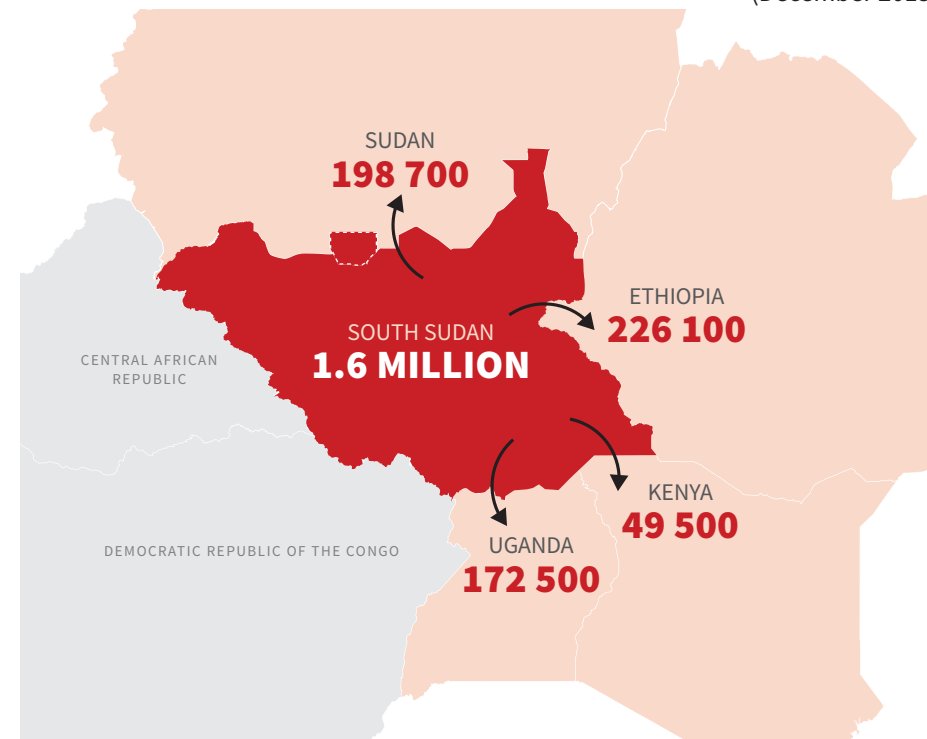 SUDAN
198 700
ETHIOPIA
226 100
SOUTH SUDAN
1.6 MILLION
CENTRAL AFRICAN
REPUBLIC
KENYA
49 500
DEMOCRATIC REPUBLIC OF THE CONGO
UGANDA
172 500